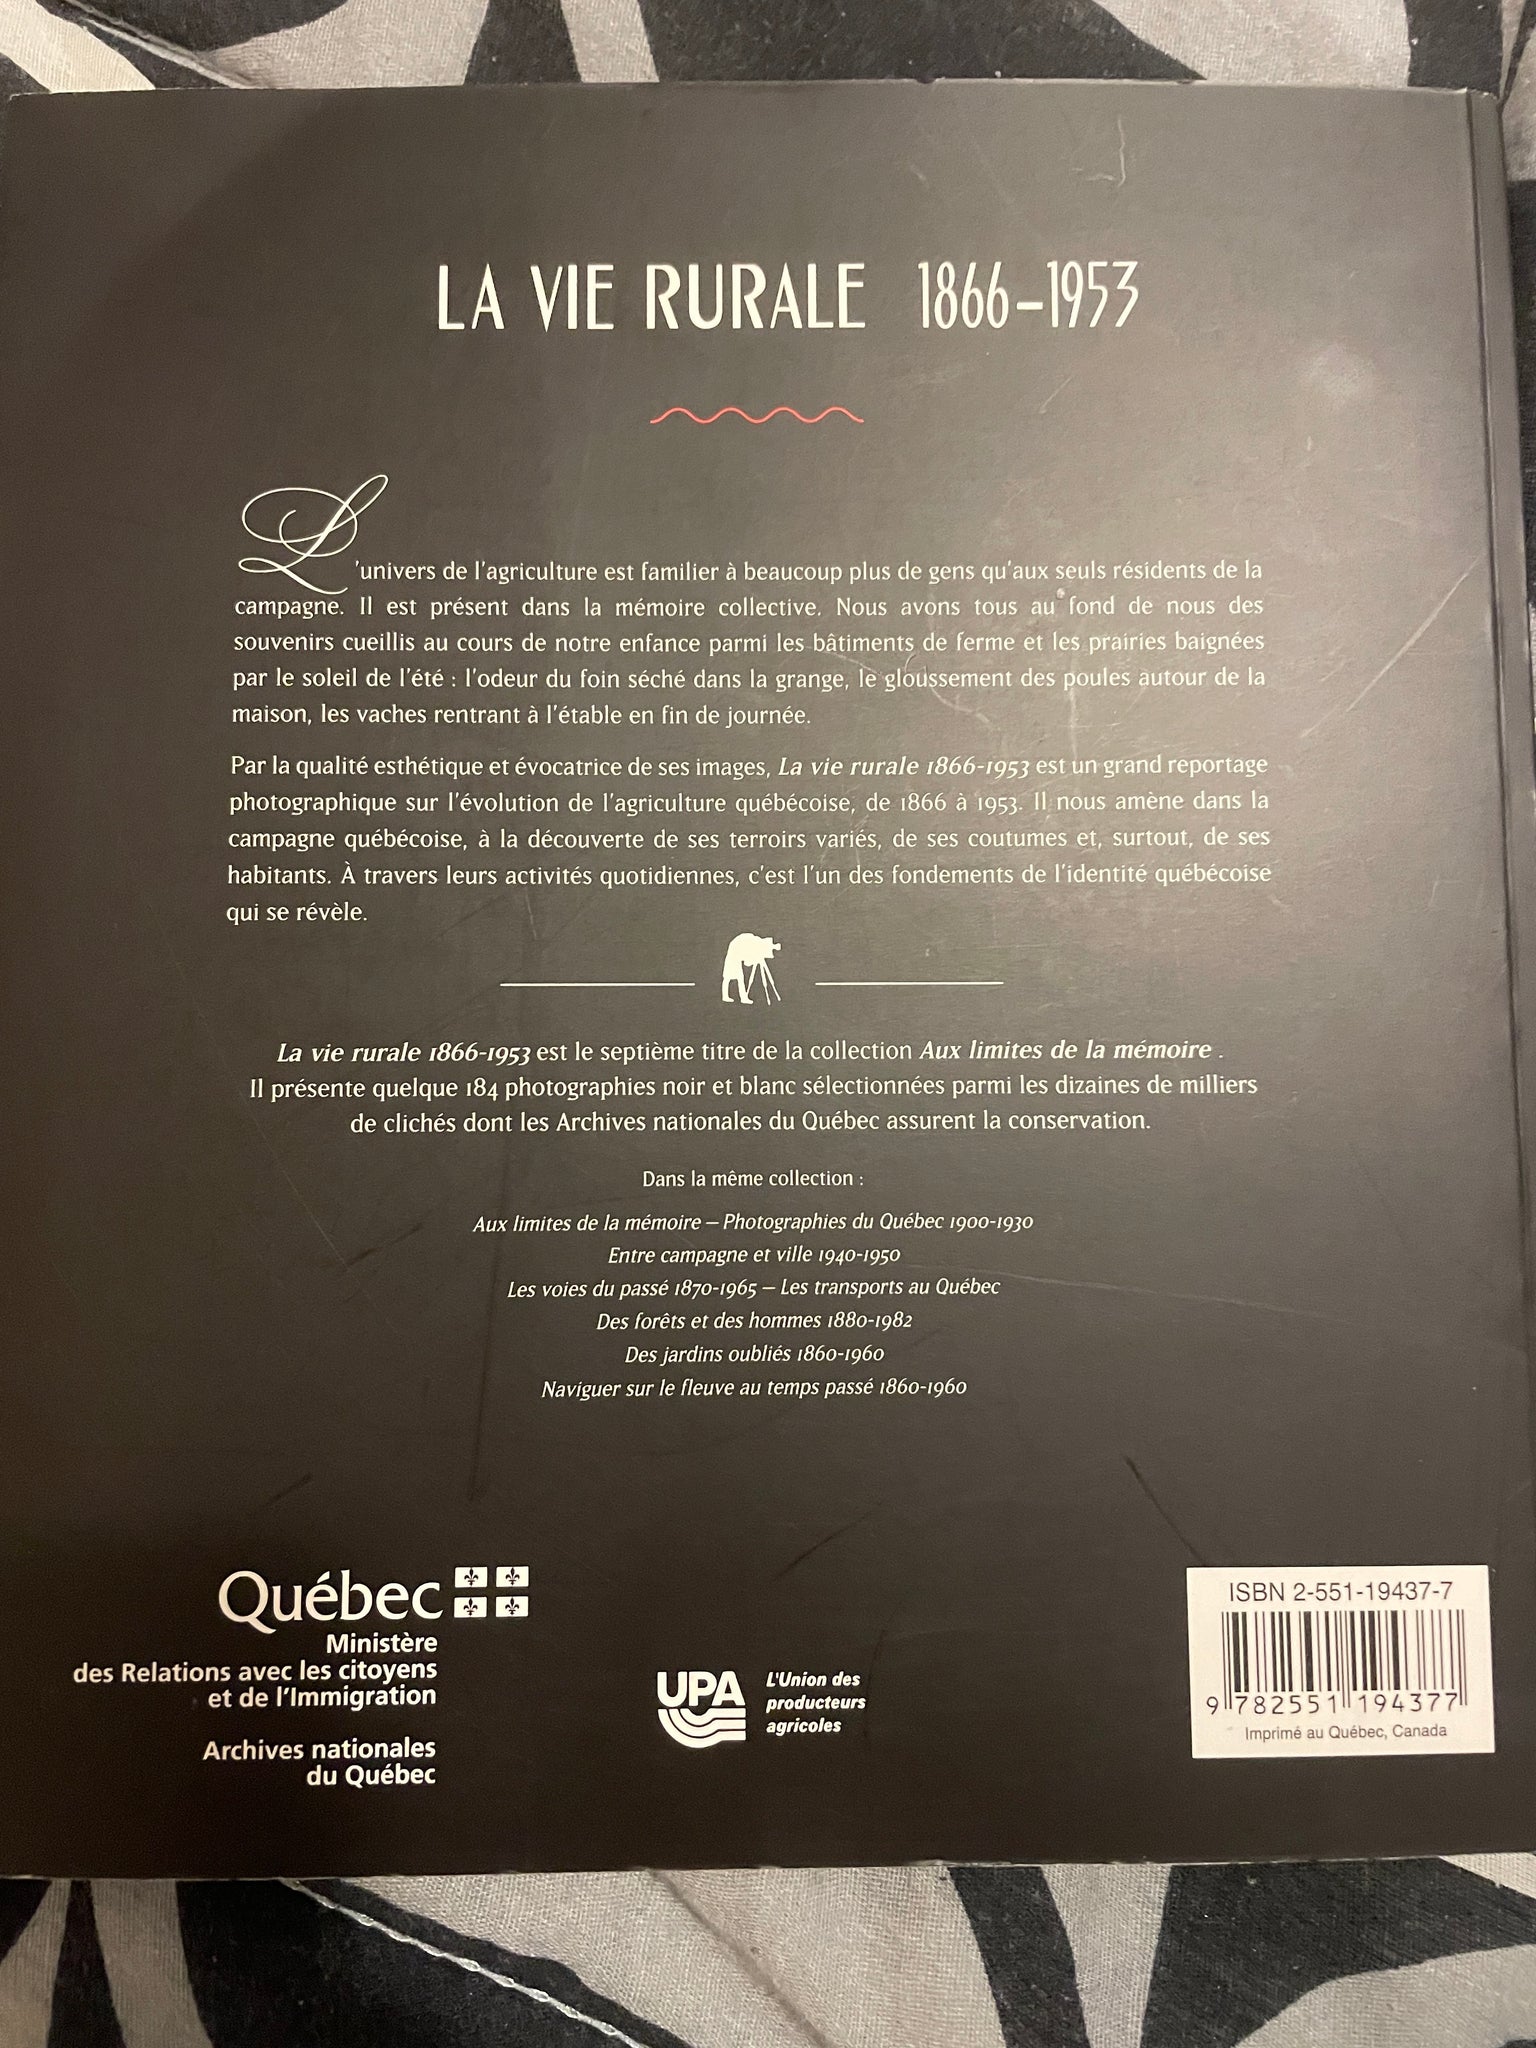 LA VIE RURALE 1866-1953
L'univers de l'agriculture est familier à beaucoup plus de gens qu'aux seuls résidents de la
campagne. Il est présent dans la mémoire collective. Nous avons tous au fond de nous des
souvenirs cueillis au cours de notre enfance parmi les bâtiments de ferme et les prairies baignées
par le soleil de l'été : l'odeur du foin séché dans la grange, le gloussement des poules autour de la
maison, les vaches rentrant à l'étable en fin de journée.
Par la qualité esthétique et évocatrice de ses images, La vie rurale 1866-1953 est un grand reportage
photographique sur l'évolution de l'agriculture québécoise, de 1866 à 1953. Il nous amène dans la
campagne québécoise, à la découverte de ses terroirs variés, de ses coutumes et, surtout, de ses
habitants. À travers leurs activités quotidiennes, c'est l'un des fondements de l'identité québécoise
qui se révèle.
La vie rurale 1866-1953 est le septième titre de la collection Aux limites de la mémoire .
Il présente quelque 184 photographies noir et blanc sélectionnées parmi les dizaines de milliers
de clichés dont les Archives nationales du Québec assurent la conservation.
Dans la même collection :
Aux limites de la mémoire – Photographies du Québec 1900-1930
Entre campagne et ville 1940-1950
Les voies du passé 1870-1965 – Les transports au Québec
Des forêts et des hommes 1880-1982
Des jardins oubliés 1860-1960
Naviguer sur le fleuve au temps passé 1860-1960
Québec
Ministère
des Relations avec les citoyens
et de l'Immigration
Archives nationales
du Québec
UPA
L'Union des
producteurs
agricoles
ISBN 2-551-19437-7
9 782551 194377
Imprimé au Québec, Canada